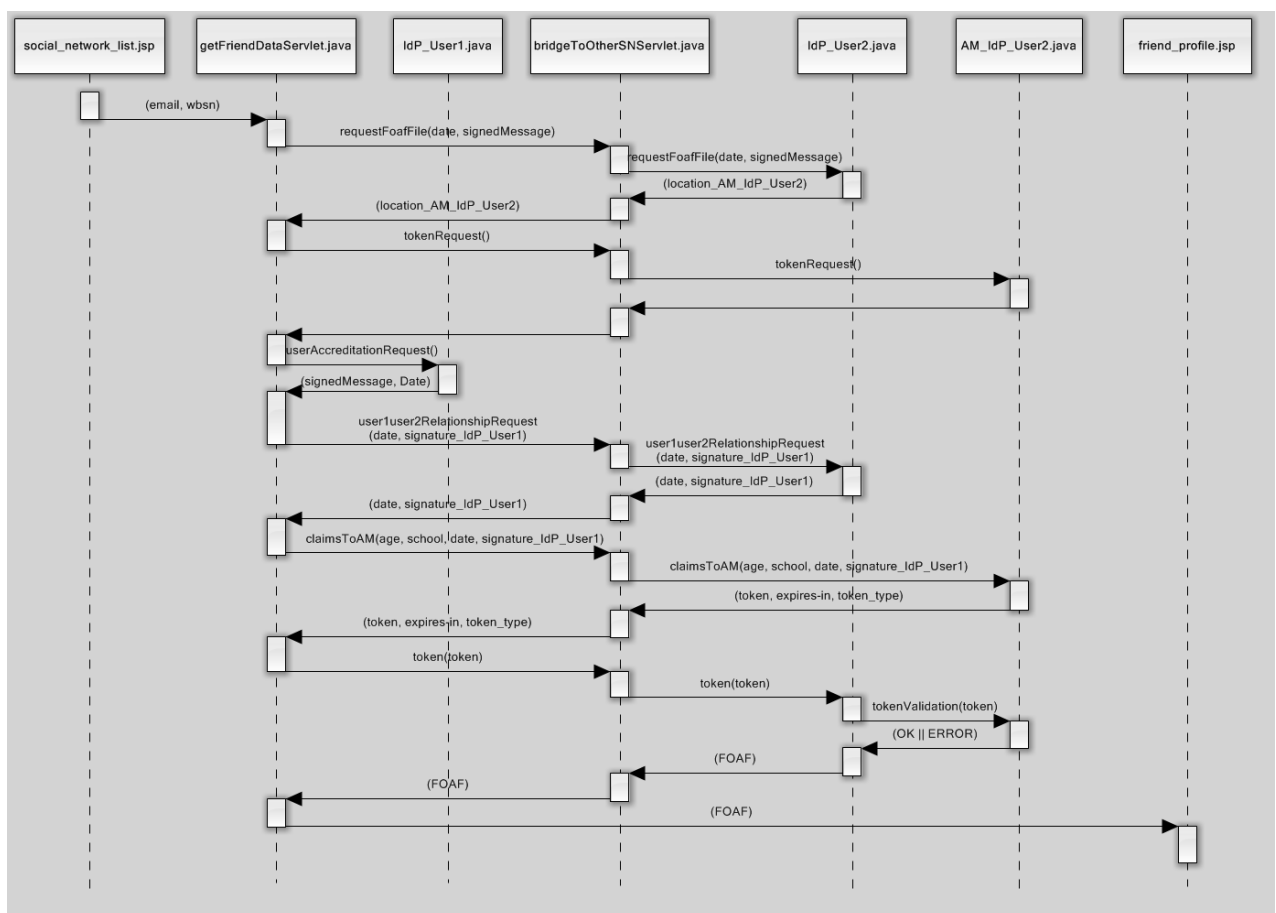 social_network_list.jsp
getFriendDataServlet.java
IdP_User1.java
bridgeToOtherSNServlet.java
IdP_User2.java
AM_IdP_User2.java
friend_profile.jsp
(email, wbsn)
requestFoafFile(date, signedMessage)
requestFoafFile(date, signedMessage)
(location_AM_IdP_User2)
(location_AM_IdP_User2)
tokenRequest()
tokenRequest()
userAccreditationRequest()
(signedMessage, Date)
user1user2RelationshipRequest
(date, signature_IdP_User1)
user1user2RelationshipRequest
(date, signature_IdP_User1)
(date, signature_IdP_User1)
(date, signature_IdP_User1)
claimsToAM(age, school, date, signature_IdP_User1)
claimsToAM(age, school, date, signature_IdP_User1)
(token, expires-in, token_type)
(token, expires-in, token_type)
token(token)
token(token)
tokenValidation(token)
(OK || ERROR)
(FOAF)
(FOAF)
(FOAF)